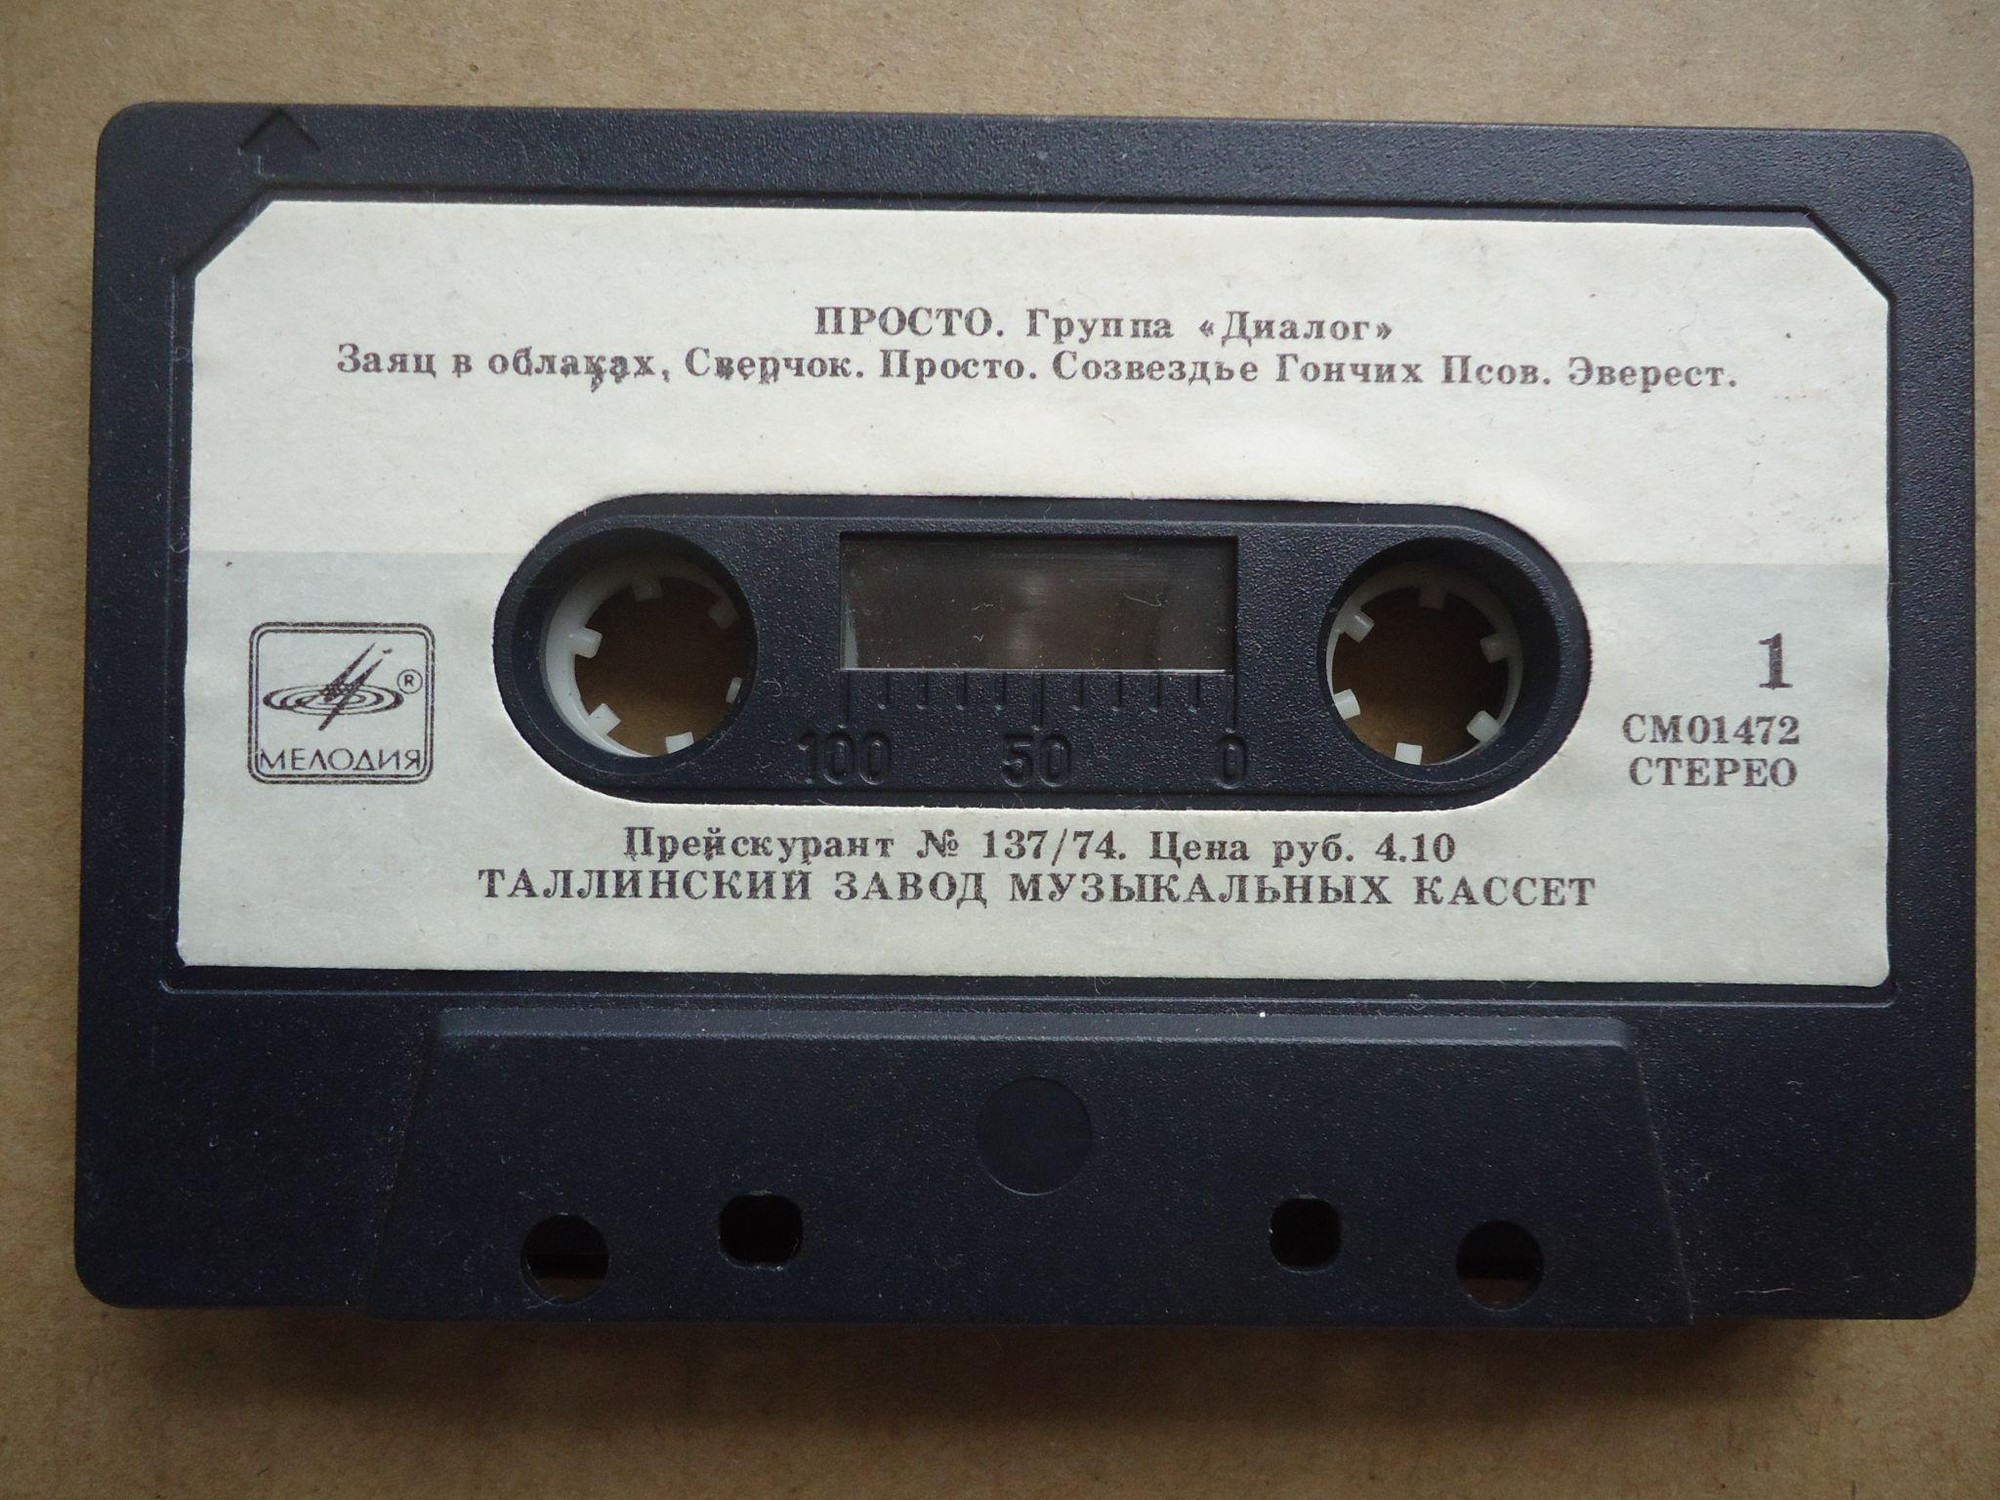 ПРОСТО. Группа «Диалог»
Заяц в облаках, Сверчок. Просто. Созвездье Гончих Псов. Эверест.
®
МЕЛОДИЯ
100 50 0
1
СМ01472
СТЕРЕО
Прейскурант № 137/74. Цена руб. 4.10
ТАЛЛИНСКИЙ ЗАВОД МУЗЫКАЛЬНЫХ КАССЕТ